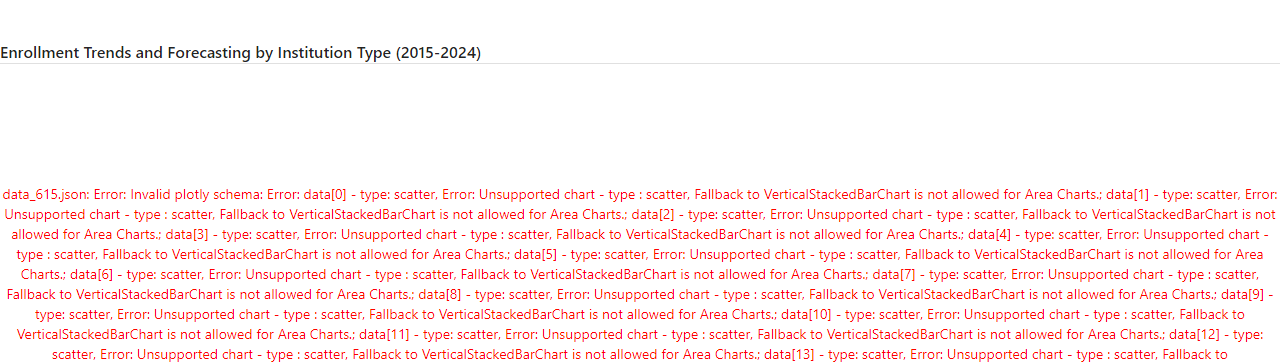 Enrollment Trends and Forecasting by Institution Type (2015-2024)
data_615.json: Error: Invalid plotly schema: Error: data[0] - type: scatter, Error: Unsupported chart - type : scatter, Fallback to VerticalStackedBarChart is not allowed for Area Charts.; data[1] - type: scatter, Error:
Unsupported chart - type : scatter, Fallback to VerticalStackedBarChart is not allowed for Area Charts.; data[2] - type: scatter, Error: Unsupported chart - type : scatter, Fallback to VerticalStackedBarChart is not
allowed for Area Charts.; data[3] - type: scatter, Error: Unsupported chart - type : scatter, Fallback to VerticalStackedBarChart is not allowed for Area Charts.; data[4] - type: scatter, Error: Unsupported chart -
type : scatter, Fallback to VerticalStackedBarChart is not allowed for Area Charts.; data[5] - type: scatter, Error: Unsupported chart - type : scatter, Fallback to VerticalStackedBarChart is not allowed for Area
Charts.; data[6] - type: scatter, Error: Unsupported chart - type : scatter, Fallback to VerticalStackedBarChart is not allowed for Area Charts.; data[7] - type: scatter, Error: Unsupported chart - type : scatter,
Fallback to VerticalStackedBarChart is not allowed for Area Charts.; data[8] - type: scatter, Error: Unsupported chart - type : scatter, Fallback to VerticalStackedBarChart is not allowed for Area Charts.; data[9] -
type: scatter, Error: Unsupported chart - type : scatter, Fallback to VerticalStackedBarChart is not allowed for Area Charts.; data[10] - type: scatter, Error: Unsupported chart - type : scatter, Fallback to
VerticalStackedBarChart is not allowed for Area Charts.; data[11] - type: scatter, Error: Unsupported chart - type : scatter, Fallback to VerticalStackedBarChart is not allowed for Area Charts.; data[12] - type:
scatter, Error: Unsupported chart - type : scatter, Fallback to VerticalStackedBarChart is not allowed for Area Charts.; data[13] - type: scatter, Error: Unsupported chart - type : scatter, Fallback to